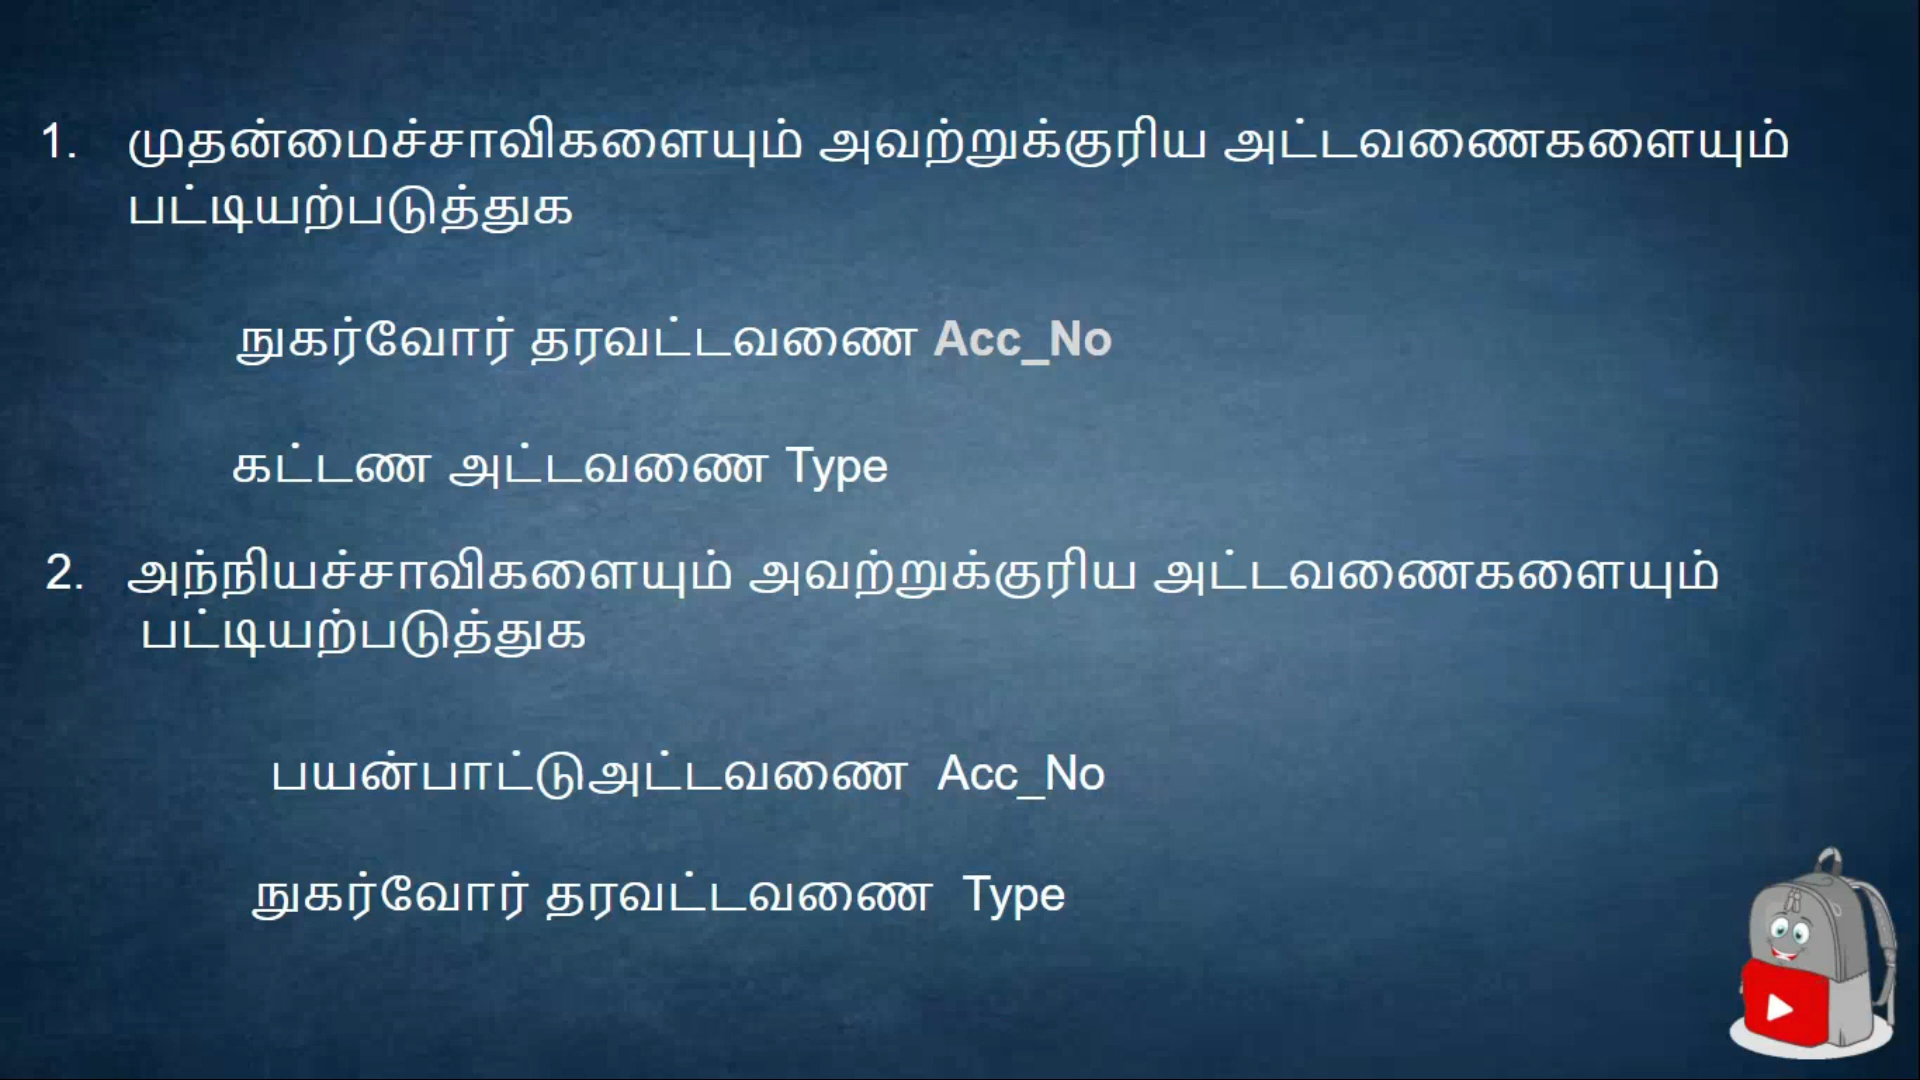 1. முதன்மைச்சாவிகளையும் அவற்றுக்குரிய அட்டவணைகளையும்
பட்டியற்படுத்துக
நுகர்வோர் தரவட்டவணை Acc_No
கட்டண அட்டவணை Type
2. அந்நியச்சாவிகளையும் அவற்றுக்குரிய அட்டவணைகளையும்
பட்டியற்படுத்துக
பயன்பாட்டுஅட்டவணை Acc_No
நுகர்வோர் தரவட்டவணை Type